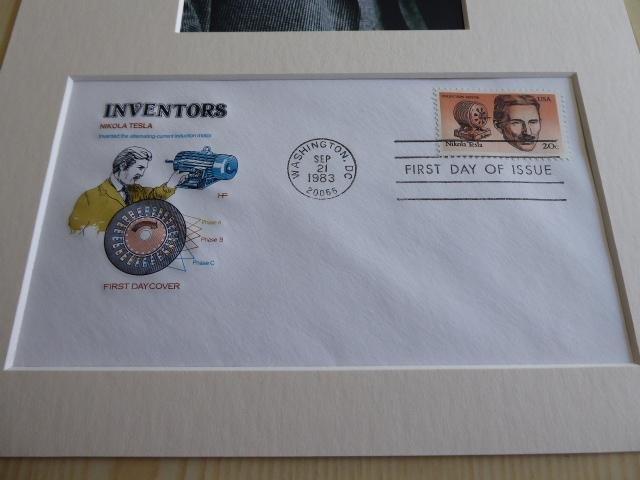 INVENTORS
NIKOLA TESLA
Invented the alternating-current induction motor
HF
Phase A
Phase B
Phase C
FIRST DAY COVER
WASHINGTON, DC
SEP
21
1983
20066
USA
Nikola Tesla
20c
FIRST DAY OF ISSUE